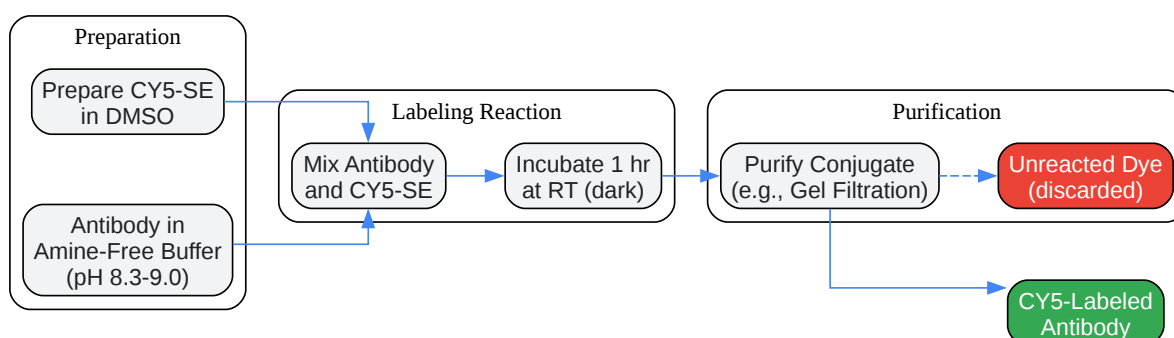 Preparation
Prepare CY5-SE
in DMSO
Antibody in
Amine-Free Buffer
(pH 8.3-9.0)
Labeling Reaction
Mix Antibody
and CY5-SE
Incubate 1 hr
at RT (dark)
Purification
Purify Conjugate
(e.g., Gel Filtration)
Unreacted Dye
(discarded)
CY5-Labeled
Antibody